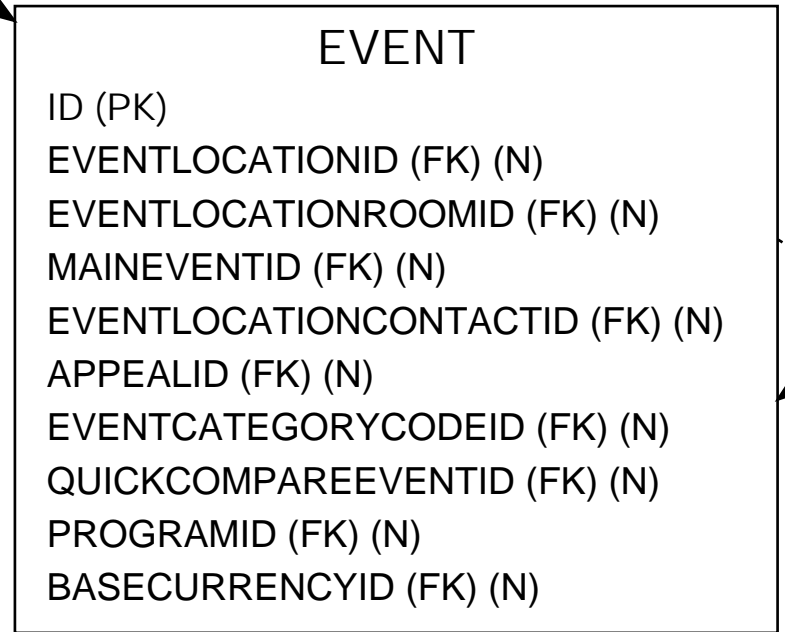 EVENT
ID (PK)
EVENTLOCATIONID (FK) (N)
EVENTLOCATIONROOMID (FK) (N)
MAINEVENTID (FK) (N)
EVENTLOCATIONCONTACTID (FK) (N)
APPEALID (FK) (N)
EVENTCATEGORYCODEID (FK) (N)
QUICKCOMPAREEVENTID (FK) (N)
PROGRAMID (FK) (N)
BASECURRENCYID (FK) (N)